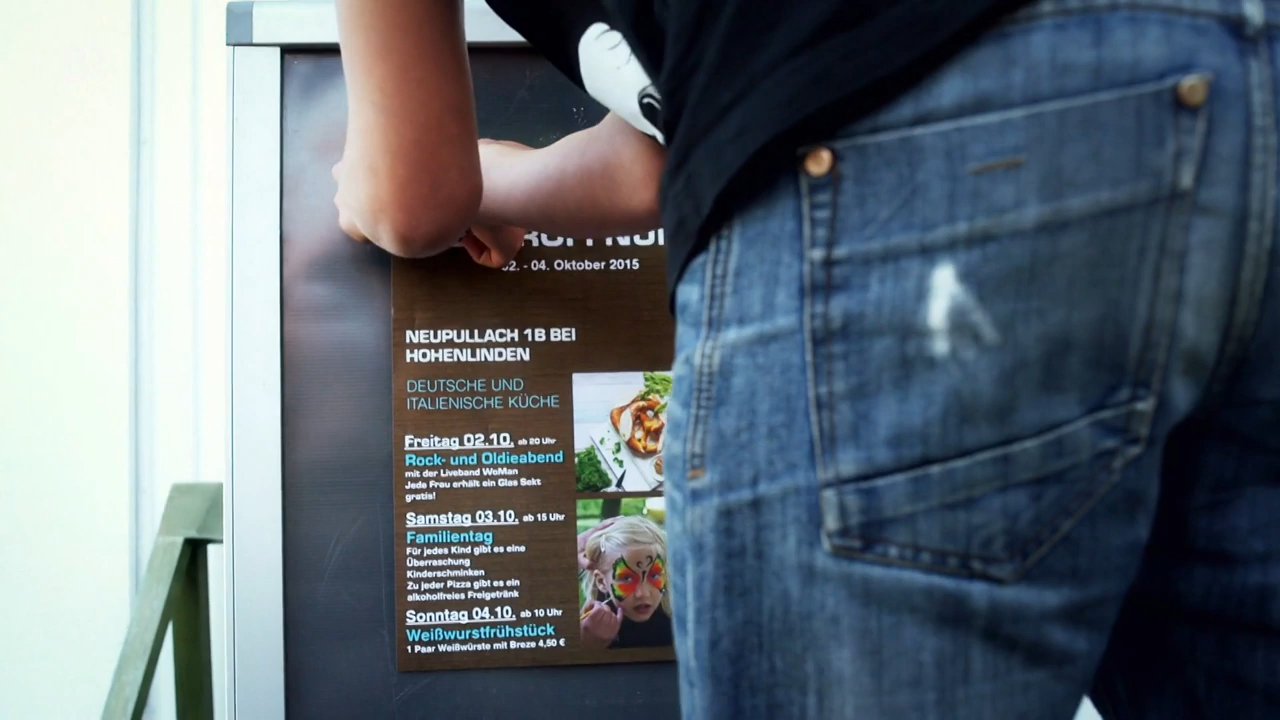 02. - 04. Oktober 2015
NEUPULLACH 1B BEI
HOHENLINDEN
DEUTSCHE UND
ITALIENISCHE KÜCHE
Freitag 02.10. ab 20 Uhr
Rock- und Oldieabend
mit der Liveband WoMan
Jede Frau erhält ein Glas Sekt
gratis!
Samstag 03.10. ab 15 Uhr
Familientag
Für jedes Kind gibt es eine
Überraschung
Kinderschminken
Zu jeder Pizza gibt es ein
alkoholfreies Freigetränk
Sonntag 04.10. ab 10 Uhr
Weißwurstfrühstück
1 Paar Weißwürste mit Breze 4,50 €